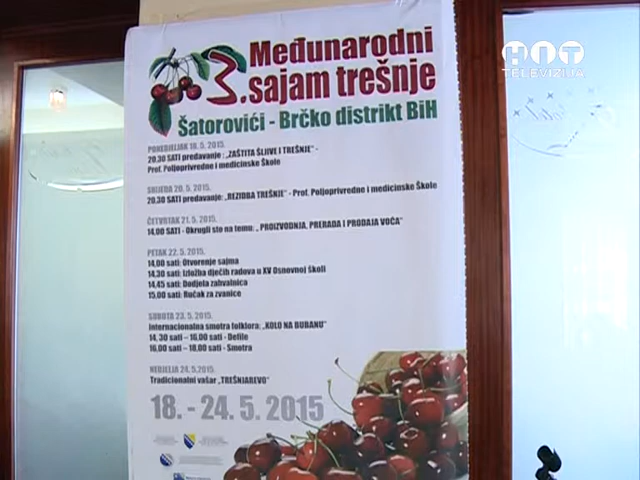 HIT
TELEVIZIJA
3. Međunarodni
sajam trešnje
Šatorovići - Brčko distrikt BiH
PONEDJELJAK 18. 5. 2015.
20.30 SATI predavanje: „ZAŠTITA ŠLJIVE I TREŠNJE" -
Prof. Poljoprivredne i medicinske Škole
SRIJEDA 20. 5. 2015.
20.30 SATI predavanje: „REZIDBA TREŠNJE" - Prof. Poljoprivredne i medicinske Škole
ČETVRTAK 21. 5. 2015.
14,00 SATI - Okrugli sto na temu: „ PROIZVODNJA, PRERADA I PRODAJA VOĆA"
PETAK 22. 5. 2015.
14,00 sati: Otvorenje sajma
14,30 sati: Izložba dječih radova u XV Osnovnoj školi
14,45 sati: Dodjela zahvalnica
15,00 sati: Ručak za zvanice
SUBOTA 23. 5. 2015.
Internacionalna smotra folklora: „KOLO NA BUBANU"
14, 30 sati – 16,00 sati - Defile
16,00 sati – 18,00 sati - Smotra
NEDJELJA 24.5.2015.
Tradicionalni vašar „TREŠNJAREVO"
18. - 24. 5. 2015